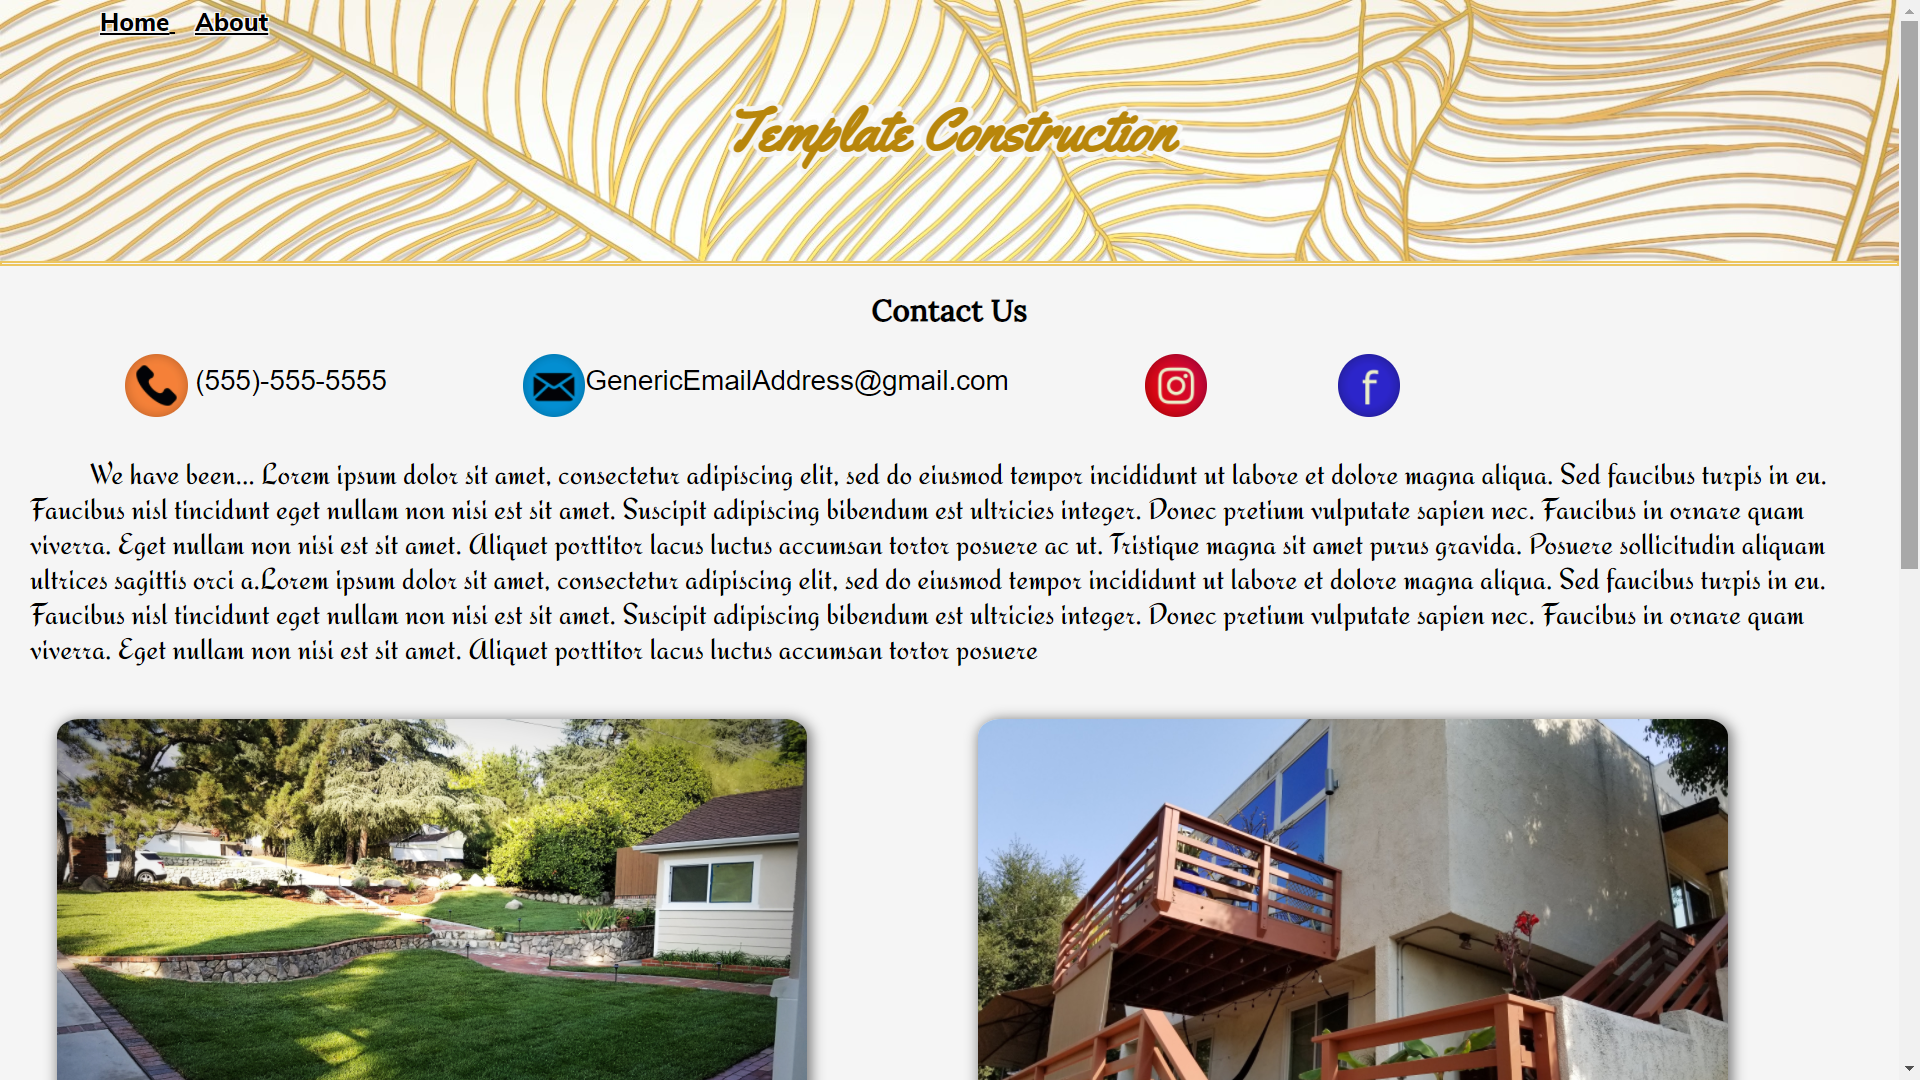 Home About
Template Construction
Contact Us
(555)-555-5555
GenericEmailAddress@gmail.com
We have been... Lorem ipsum dolor sit amet, consectetur adipiscing elit, sed do eiusmod tempor incididunt ut labore et dolore magna aliqua. Sed faucibus turpis in eu.
Faucibus nisl tincidunt eget nullam non nisi est sit amet. Suscipit adipiscing bibendum est ultricies integer. Donec pretium vulputate sapien nec. Faucibus in ornare quam
viverra. Eget nullam non nisi est sit amet. Aliquet porttitor lacus luctus accumsan tortor posuere ac ut. Tristique magna sit amet purus gravida. Posuere sollicitudin aliquam
ultrices sagittis orci a.Lorem ipsum dolor sit amet, consectetur adipiscing elit, sed do eiusmod tempor incididunt ut labore et dolore magna aliqua. Sed faucibus turpis in eu.
Faucibus nisl tincidunt eget nullam non nisi est sit amet. Suscipit adipiscing bibendum est ultricies integer. Donec pretium vulputate sapien nec. Faucibus in ornare quam
viverra. Eget nullam non nisi est sit amet. Aliquet porttitor lacus luctus accumsan tortor posuere